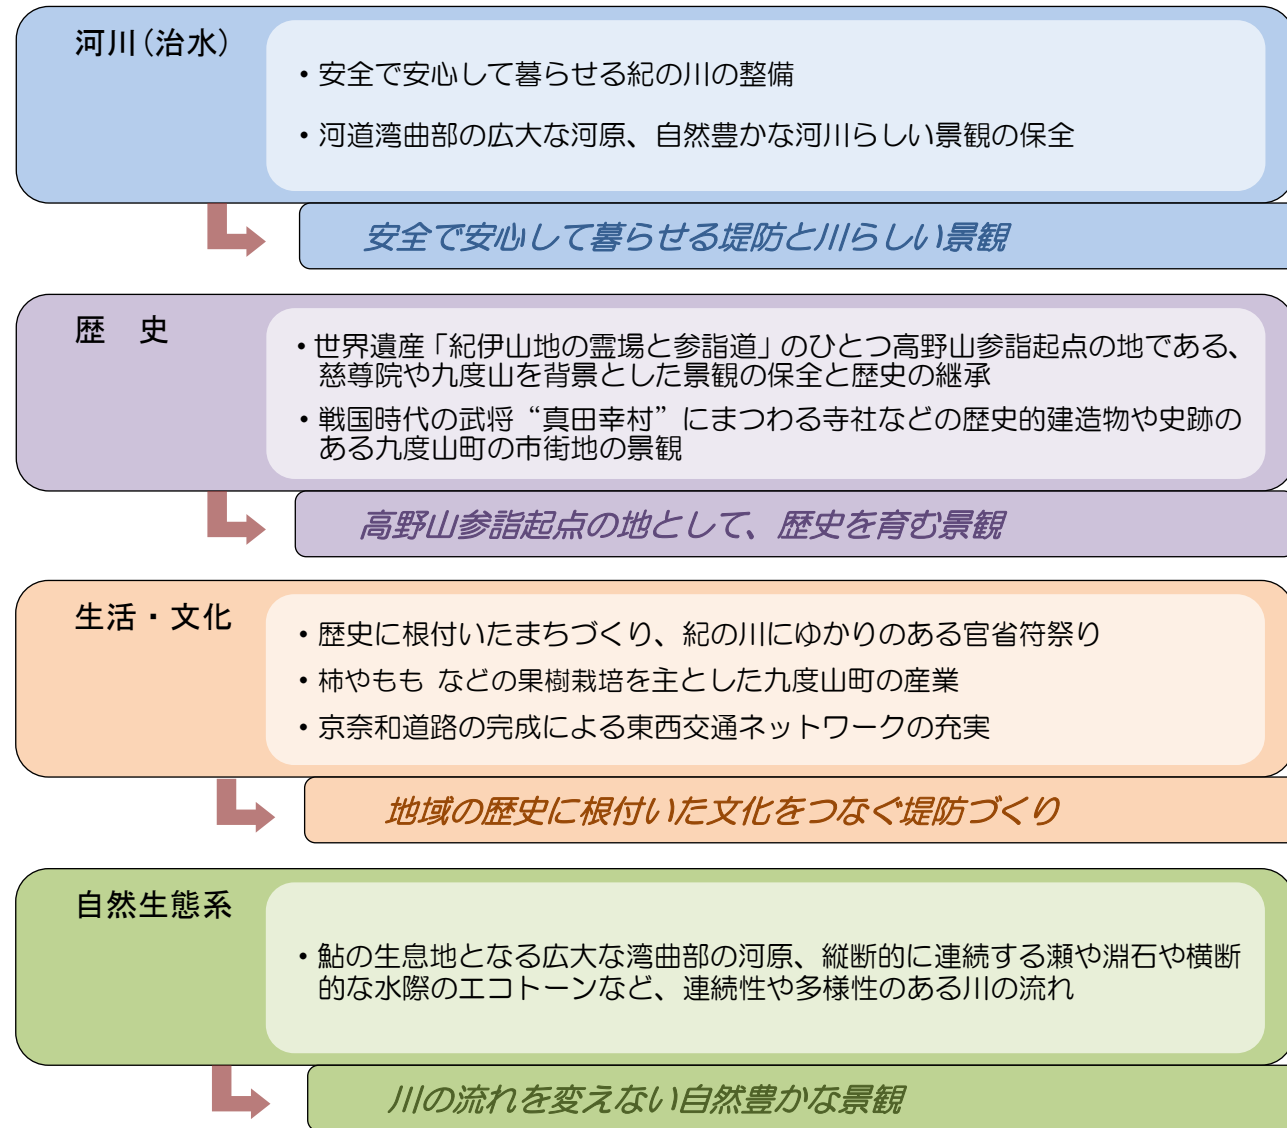 河川(治水)
・安全で安心して暮らせる紀の川の整備
・河道湾曲部の広大な河原、自然豊かな河川らしい景観の保全
安全で安心して暮らせる堤防と川らしい景観
歴　史
・世界遺産「紀伊山地の霊場と参詣道」のひとつ高野山参詣起点の地である、
慈尊院や九度山を背景とした景観の保全と歴史の継承
・戦国時代の武将“真田幸村”にまつわる寺社などの歴史的建造物や史跡の
ある九度山町の市街地の景観
高野山参詣起点の地として、歴史を育む景観
生活・文化
・歴史に根付いたまちづくり、紀の川にゆかりのある官省符祭り
・柿やもも などの果樹栽培を主とした九度山町の産業
・京奈和道路の完成による東西交通ネットワークの充実
地域の歴史に根付いた文化をつなぐ堤防づくり
自然生態系
・鮎の生息地となる広大な湾曲部の河原、縦断的に連続する瀬や淵石や横断
的な水際のエコトーンなど、連続性や多様性のある川の流れ
川の流れを変えない自然豊かな景観